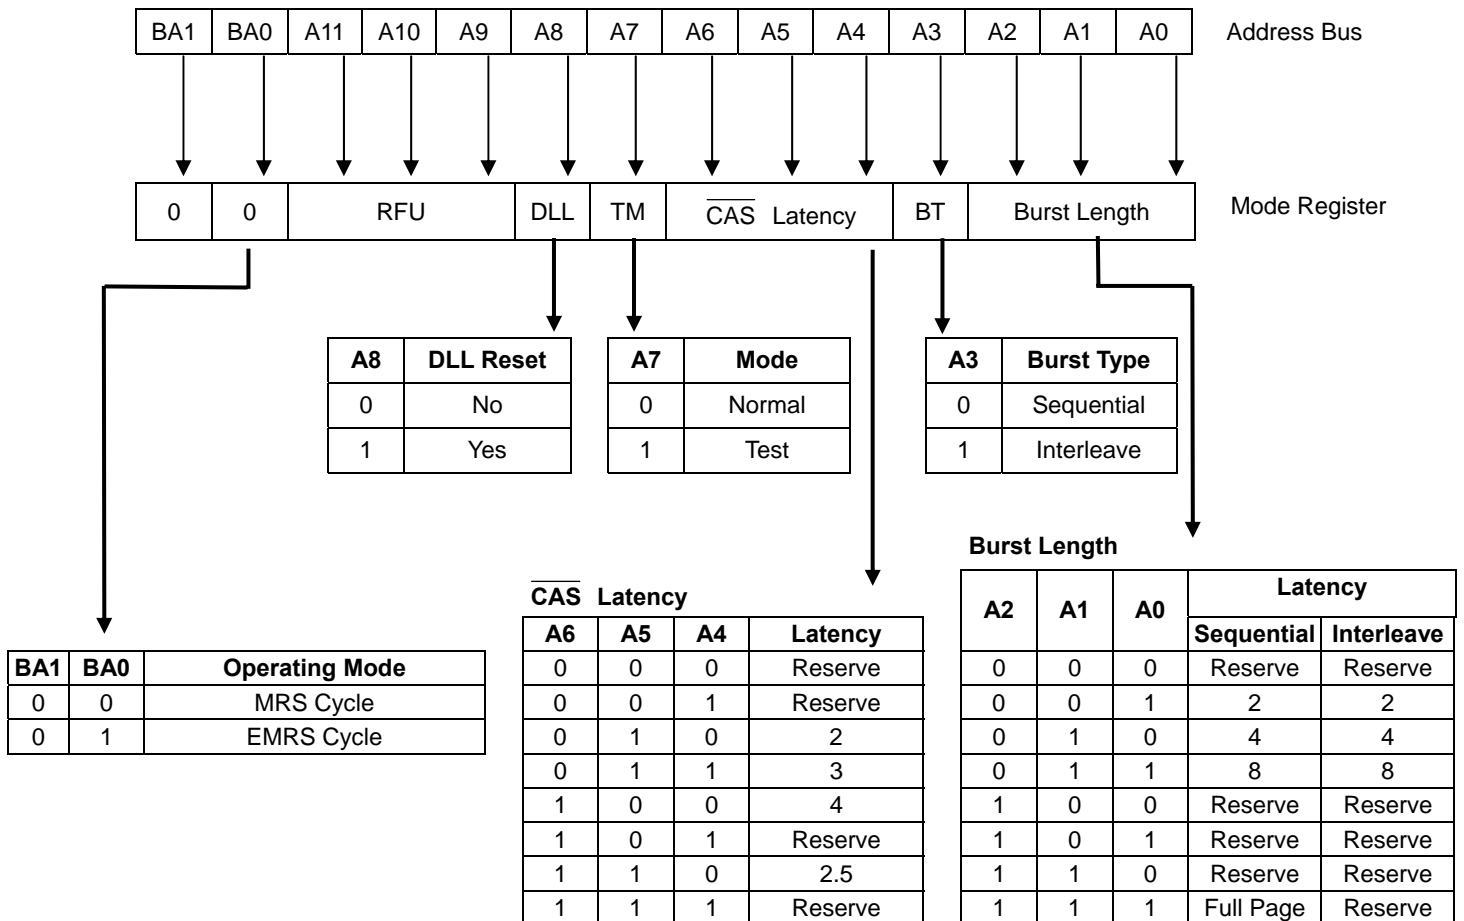 BA1 BA0 A11 A10 A9 A8 A7 A6 A5 A4 A3 A2 A1 A0 Address Bus
0 0 RFU DLL TM CAS Latency BT Burst Length Mode Register
A8 DLL Reset
0 No
1 Yes
A7 Mode
0 Normal
1 Test
A3 Burst Type
0 Sequential
1 Interleave
BA1 BA0 Operating Mode
0 0 MRS Cycle
0 1 EMRS Cycle
CAS Latency
A6 A5 A4 Latency
0 0 0 Reserve
0 0 1 Reserve
0 1 0 2
0 1 1 3
1 0 0 4
1 0 1 Reserve
1 1 0 2.5
1 1 1 Reserve
Burst Length
A2 A1 A0 Latency
Sequential Interleave
0 0 0 Reserve Reserve
0 0 1 2 2
0 1 0 4 4
0 1 1 8 8
1 0 0 Reserve Reserve
1 0 1 Reserve Reserve
1 1 0 Reserve Reserve
1 1 1 Full Page Reserve